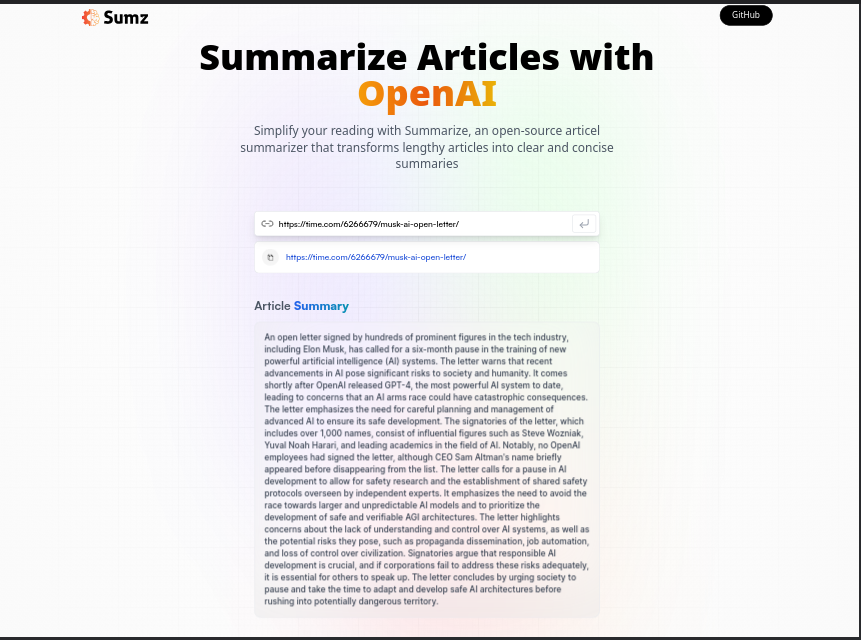 Sumz
GitHub
Summarize Articles with
OpenAI
Simplify your reading with Summarize, an open-source articel
summarizer that transforms lengthy articles into clear and concise
summaries
https://time.com/6266679/musk-ai-open-letter/
https://time.com/6266679/musk-ai-open-letter/
Article Summary
An open letter signed by hundreds of prominent figures in the tech industry,
including Elon Musk, has called for a six-month pause in the training of new
powerful artificial intelligence (AI) systems. The letter warns that recent
advancements in AI pose significant risks to society and humanity. It comes
shortly after OpenAI released GPT-4, the most powerful AI system to date,
leading to concerns that an AI arms race could have catastrophic consequences.
The letter emphasizes the need for careful planning and management of
advanced AI to ensure its safe development. The signatories of the letter, which
includes over 1,000 names, consist of influential figures such as Steve Wozniak,
Yuval Noah Harari, and leading academics in the field of AI. Notably, no OpenAI
employees had signed the letter, although CEO Sam Altman's name briefly
appeared before disappearing from the list. The letter calls for a pause in AI
development to allow for safety research and the establishment of shared safety
protocols overseen by independent experts. It emphasizes the need to avoid the
race towards larger and unpredictable AI models and to prioritize the
development of safe and verifiable AGI architectures. The letter highlights
concerns about the lack of understanding and control over AI systems, as well as
the potential risks they pose, such as propaganda dissemination, job automation,
and loss of control over civilization. Signatories argue that responsible AI
development is crucial, and if corporations fail to address these risks adequately,
it is essential for others to speak up. The letter concludes by urging society to
pause and take the time to adapt and develop safe AI architectures before
rushing into potentially dangerous territory.